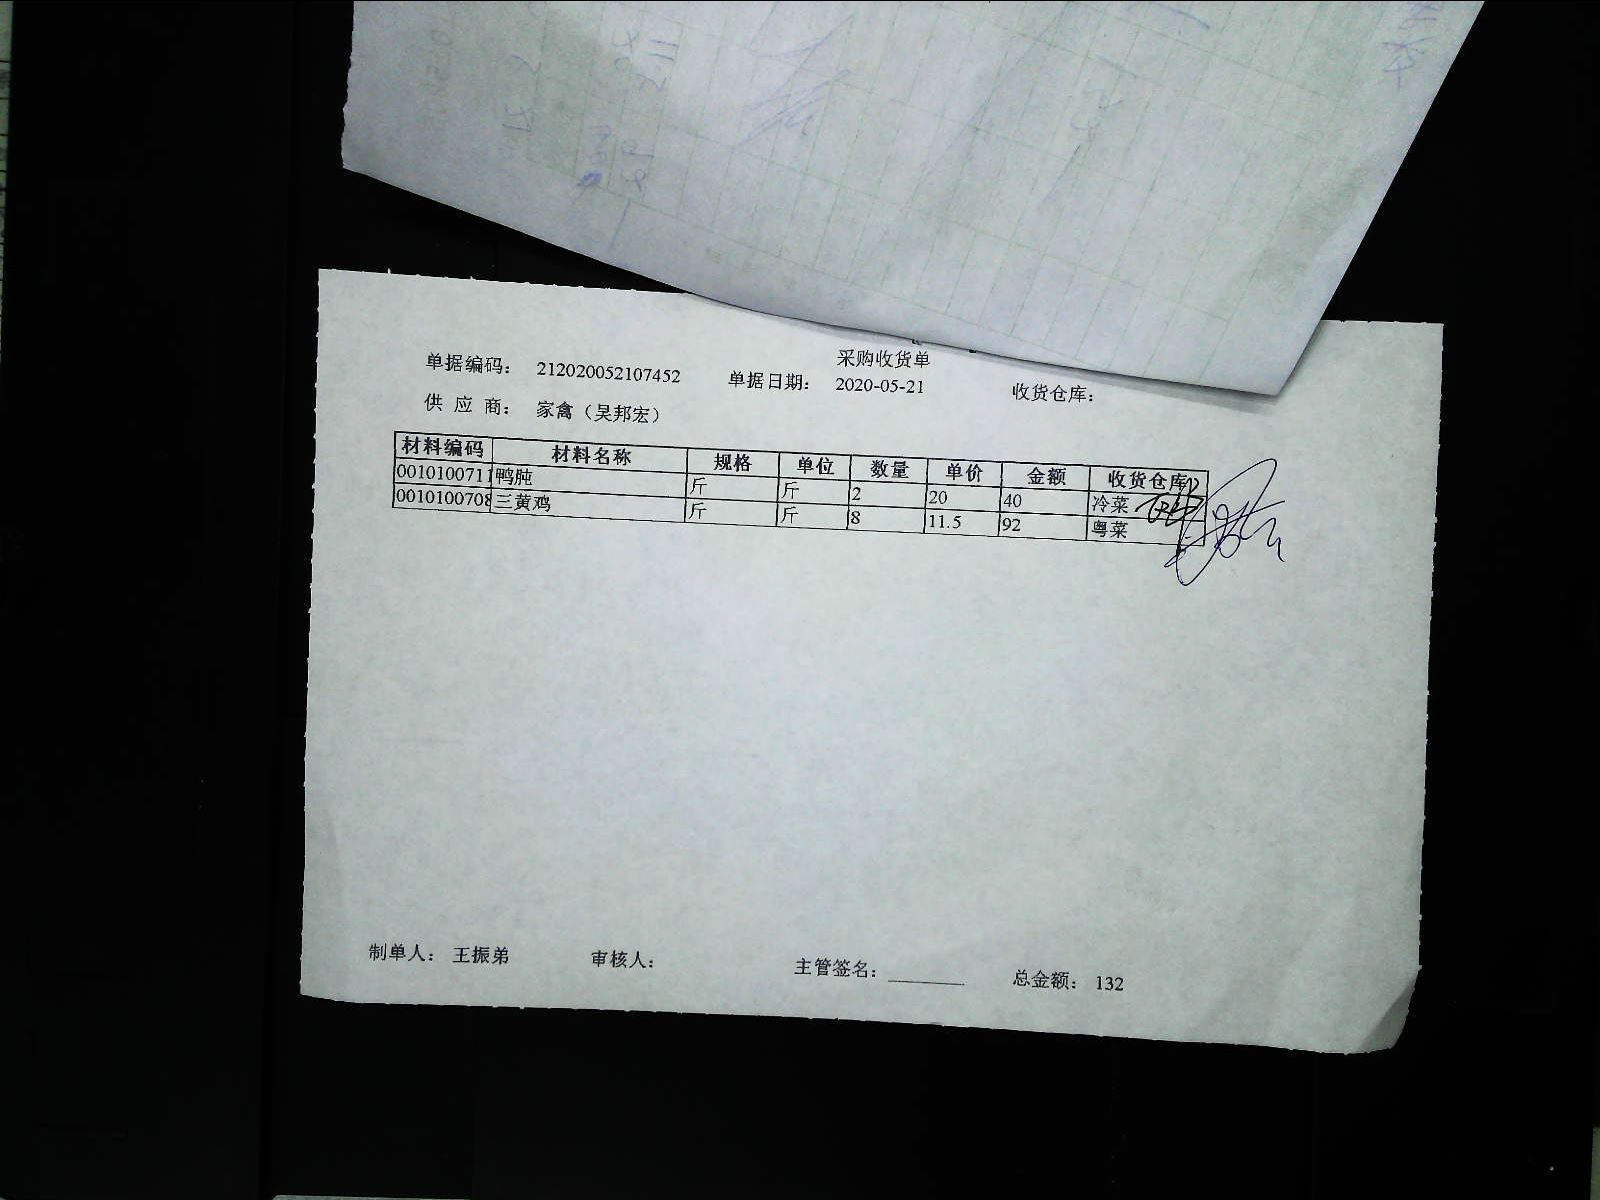 采购收货单
单据编码： 212020052107452 单据日期： 2020-05-21 收货仓库：
供 应 商： 家禽（吴邦宏）
材料编码 材料名称 规格 单位 数量 单价 金额 收货仓库
0010100711 鸭肫 斤 斤 2 20 40 冷菜
0010100708 三黄鸡 斤 斤 8 11.5 92 粤菜
制单人： 王振弟 审核人： 主管签名： 总金额： 132